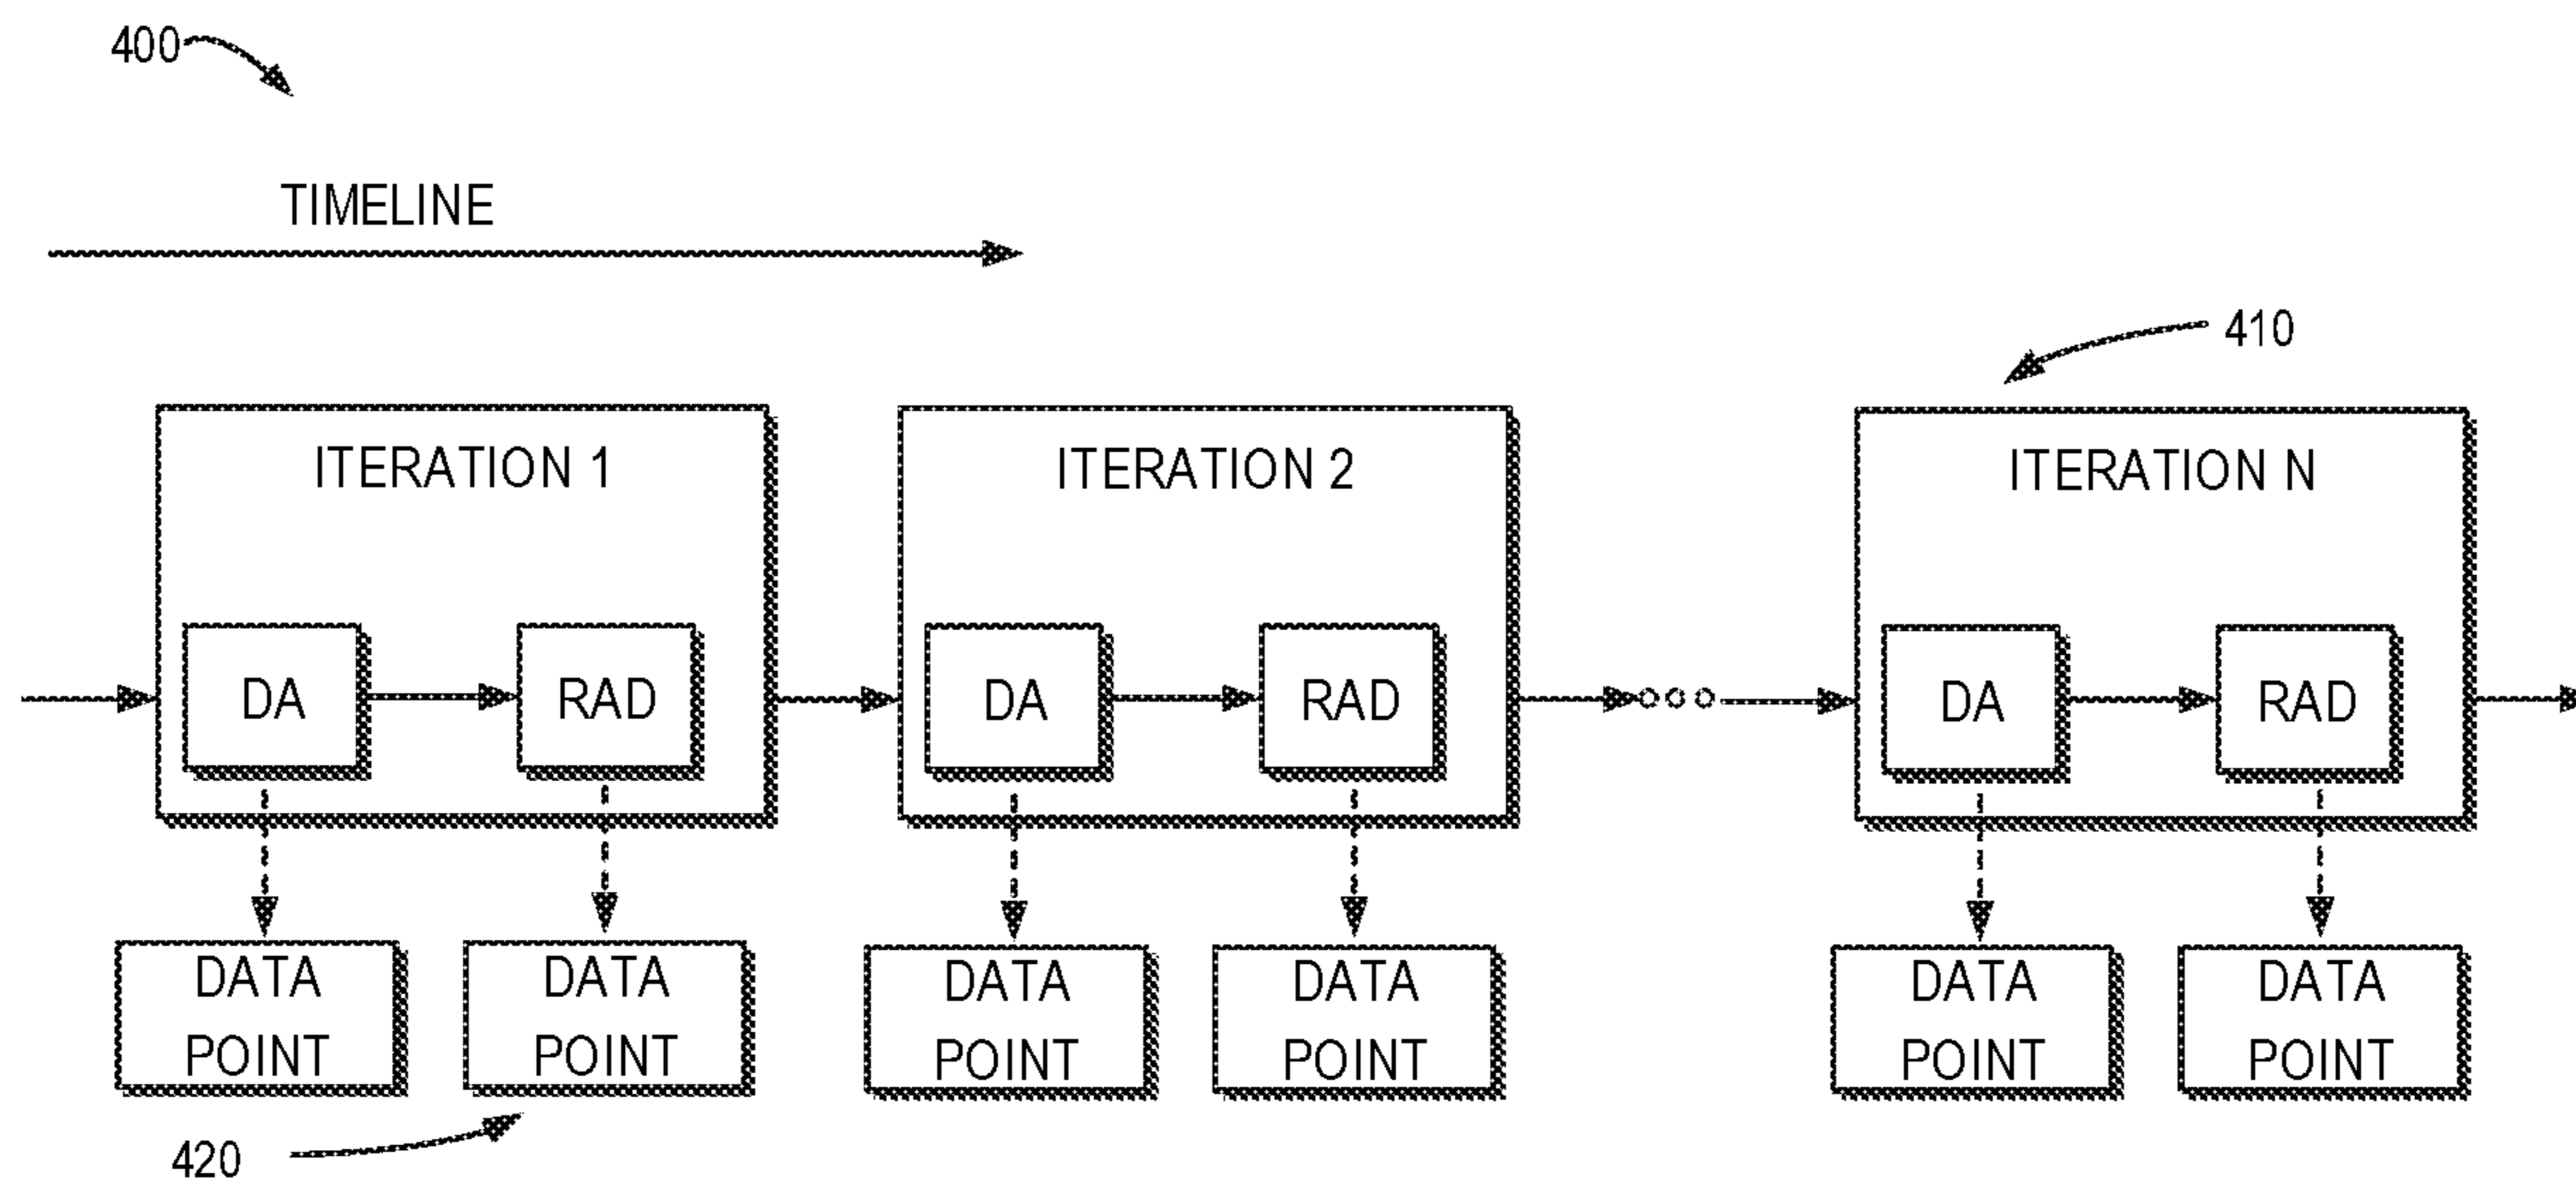 400
TIMELINE
410
ITERATION 1
ITERATION 2
ITERATION N
DA
RAD
DA
RAD
DA
RAD
DATA
POINT
DATA
POINT
DATA
POINT
DATA
POINT
DATA
POINT
DATA
POINT
420